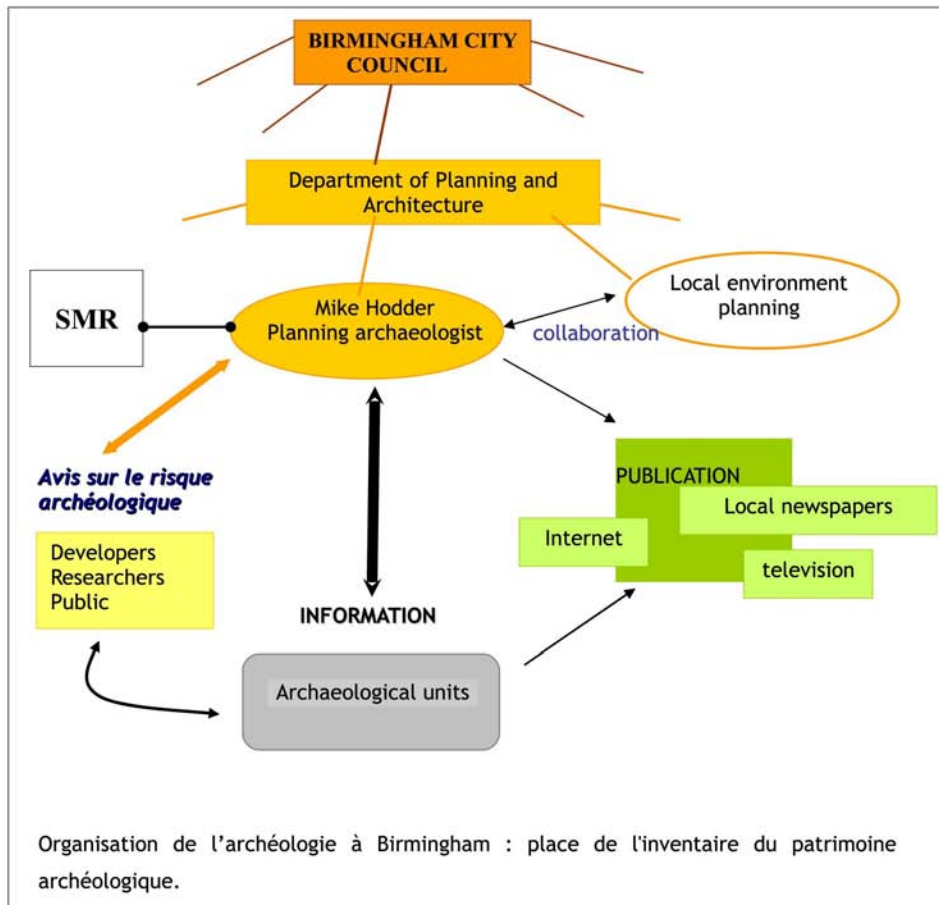 BIRMINGHAM CITY
COUNCIL
Department of Planning and
Architecture
SMR
Mike Hodder
Planning archaeologist
Local environment
planning
collaboration
Avis sur le risque
archéologique
PUBLICATION
Local newspapers
Internet
television
Developers
Researchers
Public
INFORMATION
Archaeological units
Organisation de l'archéologie à Birmingham : place de l'inventaire du patrimoine
archéologique.